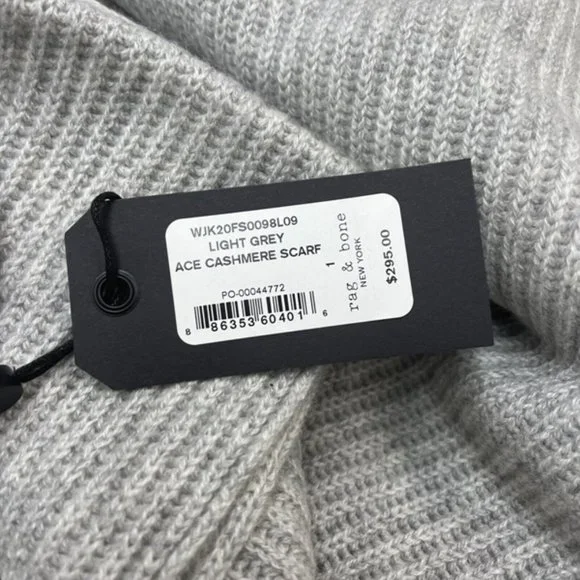 WJK20FS0098L09
LIGHT GREY
ACE CASHMERE SCARF
PO-00044772
8 86353 60401 6
1
rag & bone
NEW YORK
$295.00